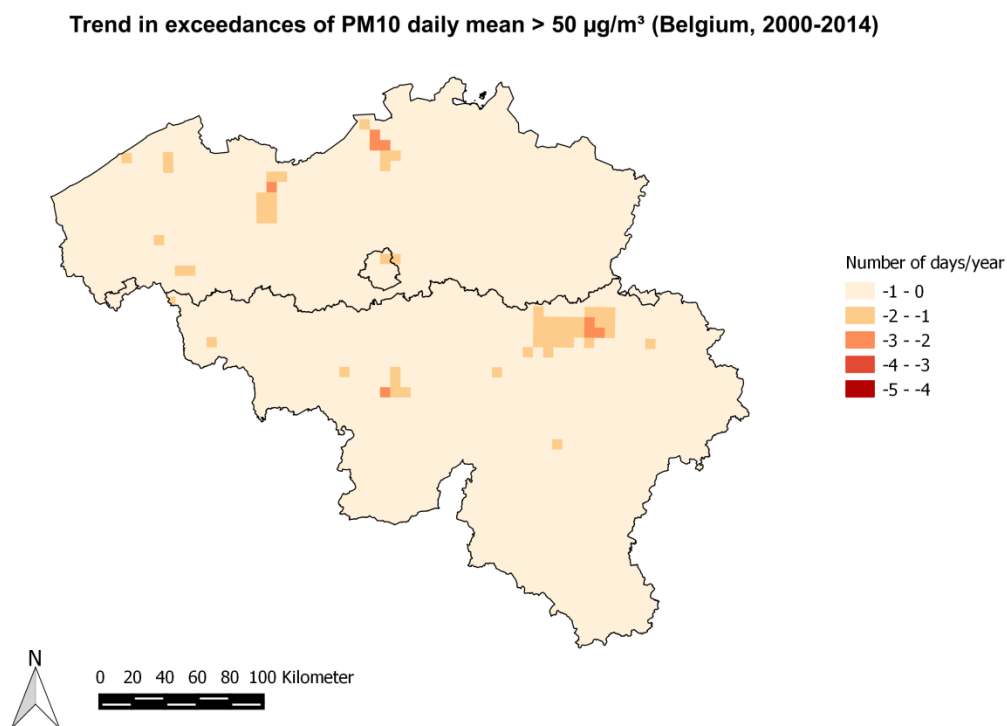 Trend in exceedances of PM10 daily mean > 50 µg/m³ (Belgium, 2000-2014)
Number of days/year
-1 - 0
-2 - -1
-3 - -2
-4 - -3
-5 - -4
N
0 20 40 60 80 100 Kilometer